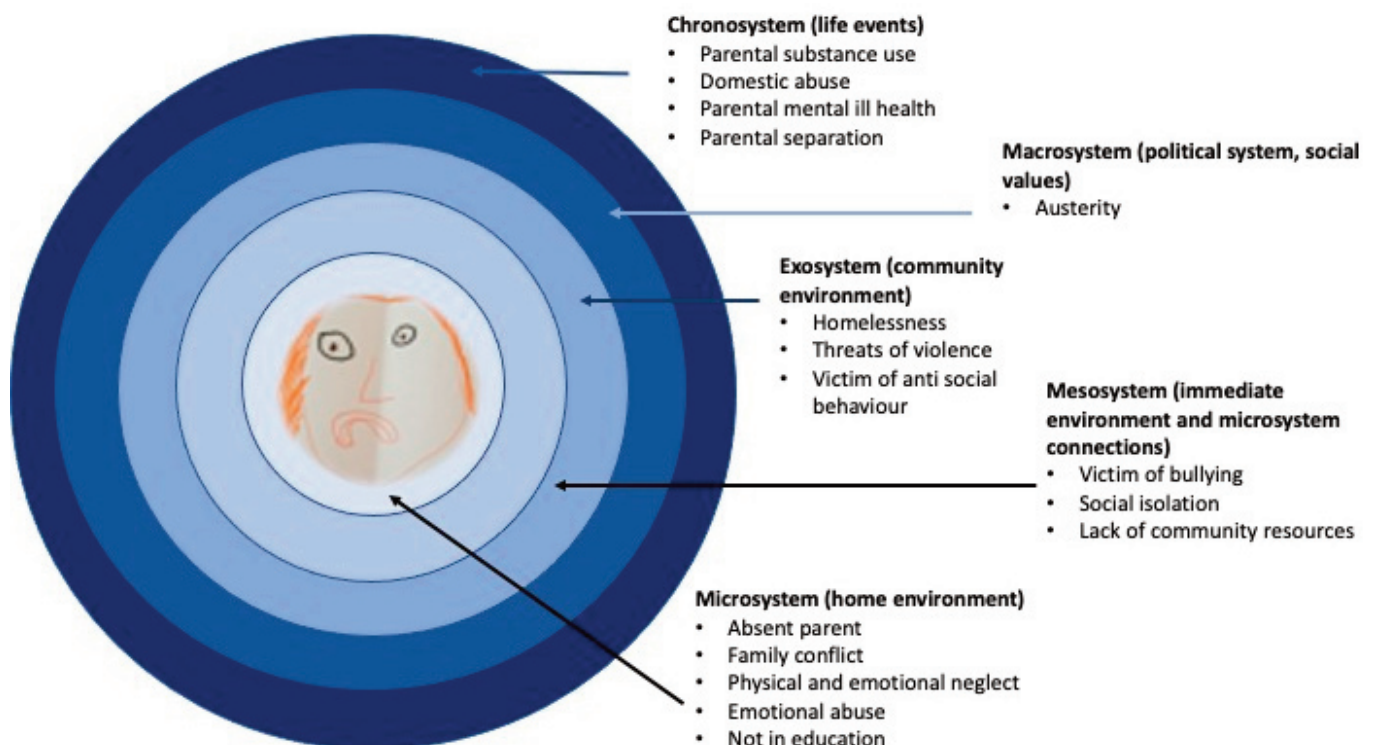 Chronosystem (life events)
• Parental substance use
• Domestic abuse
• Parental mental ill health
• Parental separation
Macrosystem (political system, social
values)
• Austerity
Exosystem (community
environment)
• Homelessness
• Threats of violence
• Victim of anti social
behaviour
Mesosystem (immediate
environment and microsystem
connections)
• Victim of bullying
• Social isolation
• Lack of community resources
Microsystem (home environment)
• Absent parent
• Family conflict
• Physical and emotional neglect
• Emotional abuse
• Not in education